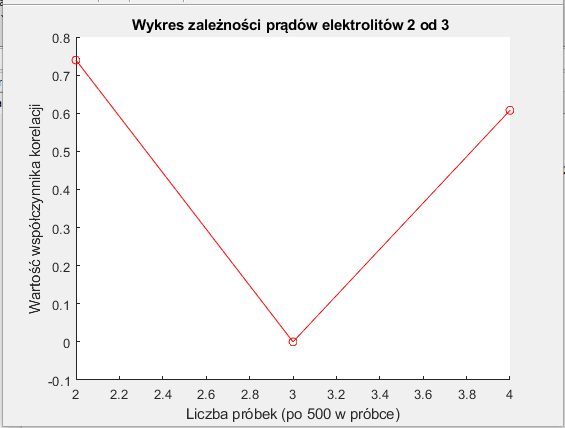 Wykres zależności prądów elektrolitów 2 od 3
0.8
0.7
0.6
0.5
0.4
0.3
0.2
0.1
0
-0.1
Wartość współczynnika korelacji
2 2.2 2.4 2.6 2.8 3 3.2 3.4 3.6 3.8 4
Liczba próbek (po 500 w próbce)